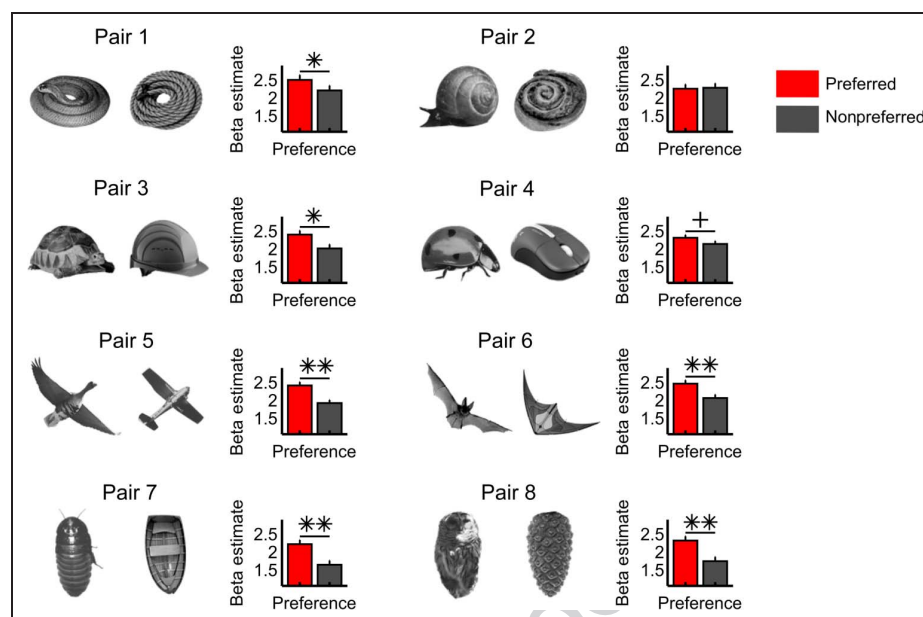 Pair 1
Beta estimate
2.5
2
1.5
*
Preference
Pair 2
Beta estimate
2.5
2
1.5
Preference
Preferred
Nonpreferred
Pair 3
Beta estimate
2.5
2
1.5
*
Preference
Pair 4
Beta estimate
2.5
2
1.5
+
Preference
Pair 5
Beta estimate
2.5
2
1.5
**
Preference
Pair 6
Beta estimate
2.5
2
1.5
**
Preference
Pair 7
Beta estimate
2.5
2
1.5
**
Preference
Pair 8
Beta estimate
2.5
2
1.5
**
Preference